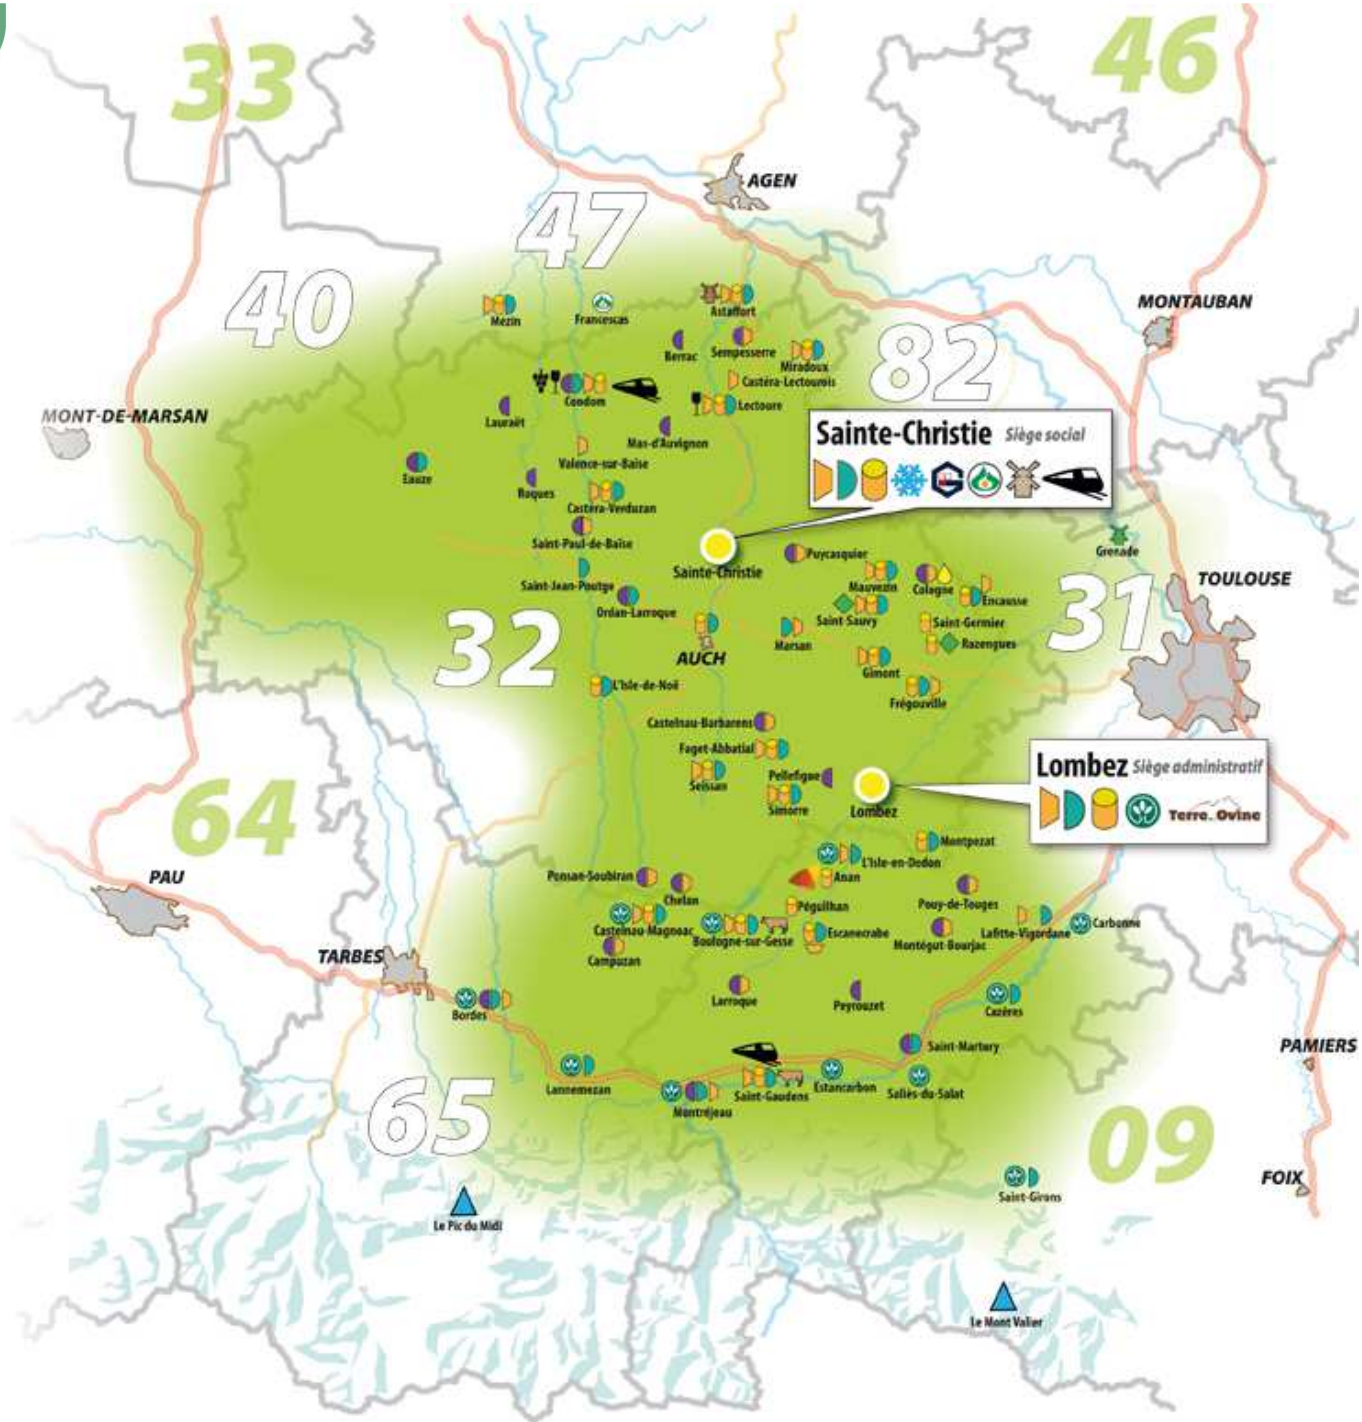 33
46
AGEN
47
40
MONTAUBAN
Mézin
Francescas
Astaffort
Berrac
Sempesserre
Miradoux
82
Castéra-Lectourois
Condom
Lectoure
MONT-DE-MARSAN
Lauraët
Mas-d'Auvignon
Sainte-Christie Siège social
Valence-sur-Baïse
Eauze
Roques
Castéra-Verduzan
Saint-Paul-de-Baïse
Sainte-Christie
Puycasquier
Grenade
TOULOUSE
Saint-Jean-Poutge
Mauvezin
Cologne
Encausse
Ordan-Larroque
Saint-Sauvy
Saint-Germier
31
32
AUCH
Marsan
Razengues
Gimont
L'Isle-de-Noë
Frégouville
Castelnau-Barbarens
Faget-Abbatial
Seissan
Pellefigue
Simorre
Lombez
Lombez Siège administratif
Terre Ovine
64
Montpezat
L'Isle-en-Dodon
PAU
Ponsan-Soubiran
Chélan
Anan
Pouy-de-Touges
Péguilhan
Castelnau-Magnoac
Boulogne-sur-Gesse
Escanecrabe
Montégut-Bourjac
Lafitte-Vigordane
Carbonne
TARBES
Campuzan
Larroque
Peyrouzet
Cazères
Bordes
Saint-Martory
PAMIERS
Lannemezan
Montréjeau
Saint-Gaudens
Estancarbon
Saliès-du-Salat
65
09
FOIX
Saint-Girons
Le Pic du Midi
Le Mont Valier